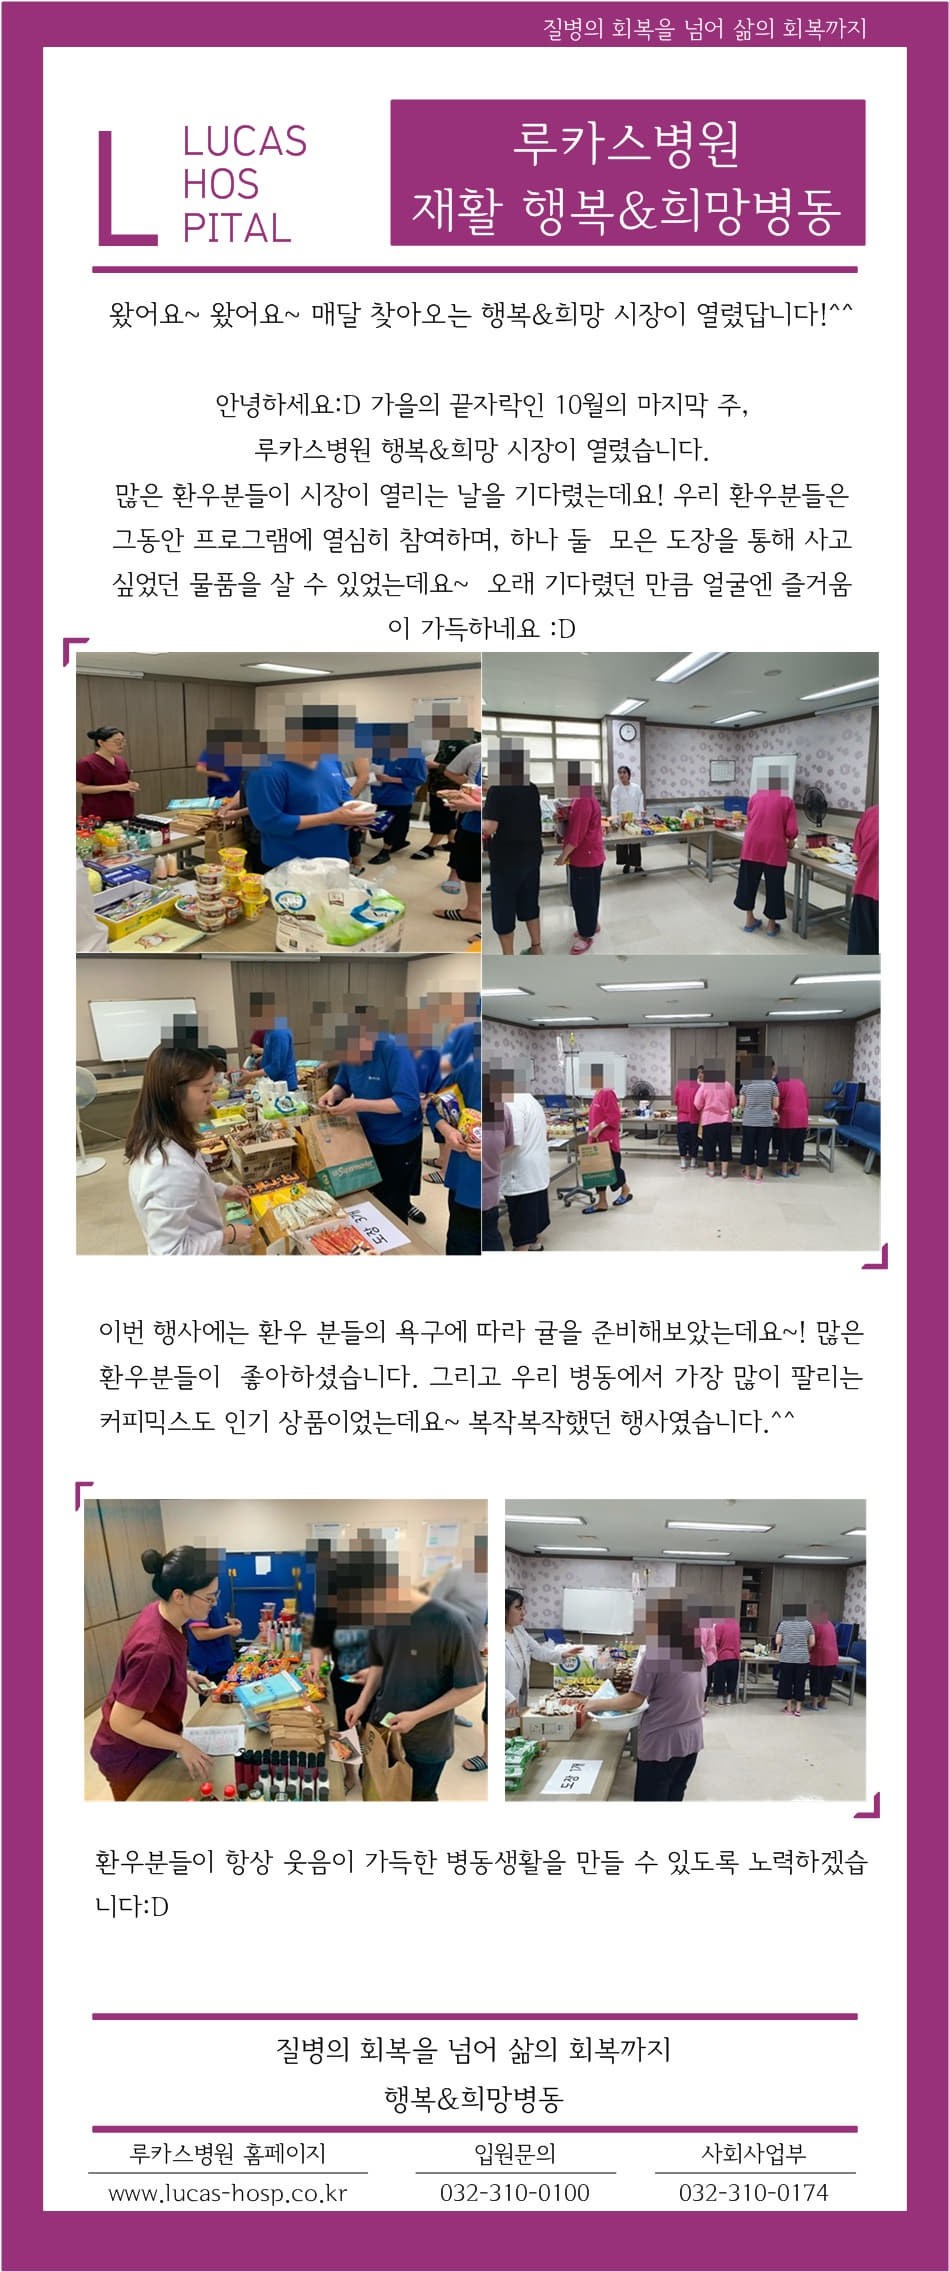 질병의 회복을 넘어 삶의 회복까지
LUCAS
HOS
PITAL
루카스병원
재활 행복&희망병동
왔어요~ 왔어요~ 매달 찾아오는 행복&희망 시장이 열렸답니다!^^
안녕하세요:D 가을의 끝자락인 10월의 마지막 주,
루카스병원 행복&희망 시장이 열렸습니다.
많은 환우분들이 시장이 열리는 날을 기다렸는데요! 우리 환우분들은
그동안 프로그램에 열심히 참여하며, 하나 둘  모은 도장을 통해 사고
싶었던 물품을 살 수 있었는데요~  오래 기다렸던 만큼 얼굴엔 즐거움
이 가득하네요 :D
Supermarket
도장 3개
이번 행사에는 환우 분들의 욕구에 따라 귤을 준비해보았는데요~! 많은
환우분들이  좋아하셨습니다. 그리고 우리 병동에서 가장 많이 팔리는
커피믹스도 인기 상품이었는데요~ 복작복작했던 행사였습니다.^^
도장 1개
환우분들이 항상 웃음이 가득한 병동생활을 만들 수 있도록 노력하겠습
니다:D
질병의 회복을 넘어 삶의 회복까지
행복&희망병동
루카스병원 홈페이지
입원문의
사회사업부
www.lucas-hosp.co.kr
032-310-0100
032-310-0174